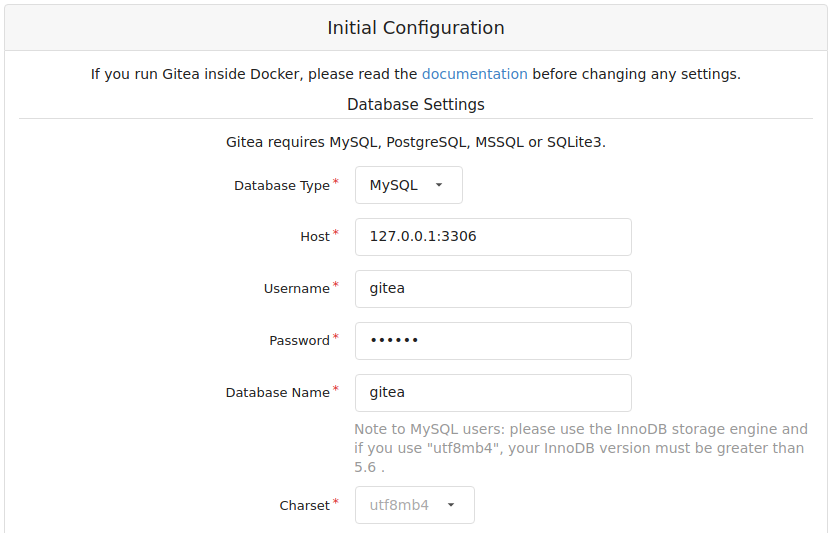 Initial Configuration
If you run Gitea inside Docker, please read the documentation before changing any settings.
Database Settings
Gitea requires MySQL, PostgreSQL, MSSQL or SQLite3.
Database Type* MySQL
Host* 127.0.0.1:3306
Username* gitea
Password* ••••••
Database Name* gitea
Note to MySQL users: please use the InnoDB storage engine and
if you use "utf8mb4", your InnoDB version must be greater than
5.6 .
Charset* utf8mb4